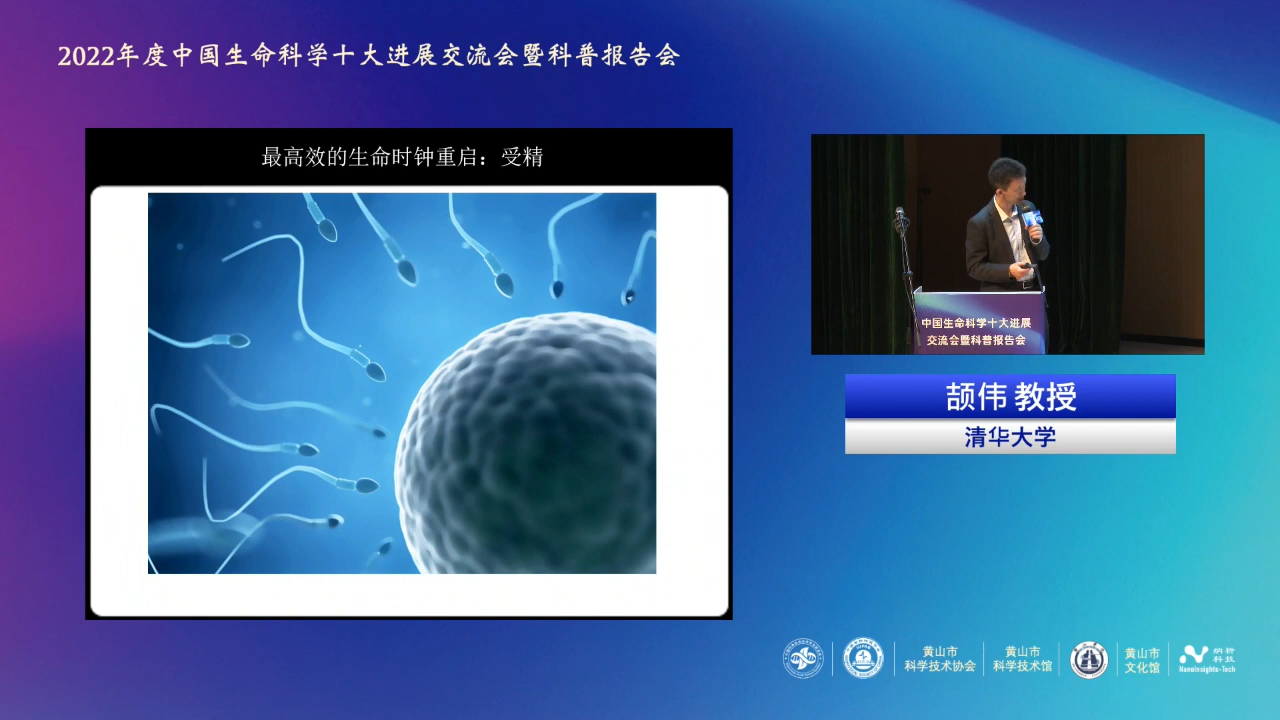 2022年度中国生命科学十大进展交流会暨科普报告会
最高效的生命时钟重启：受精
中国生命科学十大进展
交流会暨科普报告会
颉伟 教授
清华大学
黄山市
科学技术协会
黄山市
科学技术馆
黄山市
文化馆
纳析
科技
NanoInsights-Tech